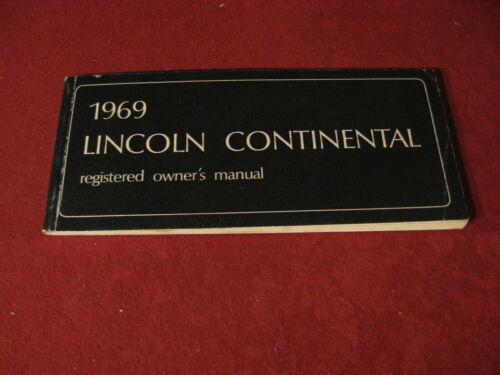 1969
LINCOLN CONTINENTAL
registered owner's manual